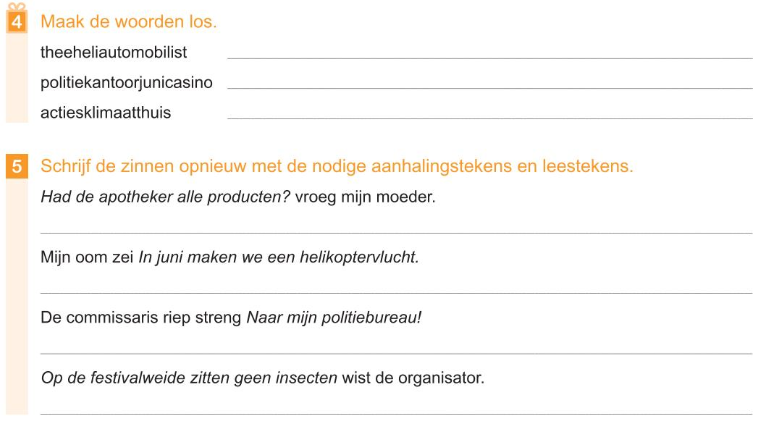 4 Maak de woorden los.
theeheliautomobilist
politiekantoorjunicasino
actiesklimaatthuis
5 Schrijf de zinnen opnieuw met de nodige aanhalingstekens en leestekens.
Had de apotheker alle producten? vroeg mijn moeder.
Mijn oom zei In juni maken we een helikoptervlucht.
De commissaris riep streng Naar mijn politiebureau!
Op de festivalweide zitten geen insecten wist de organisator.